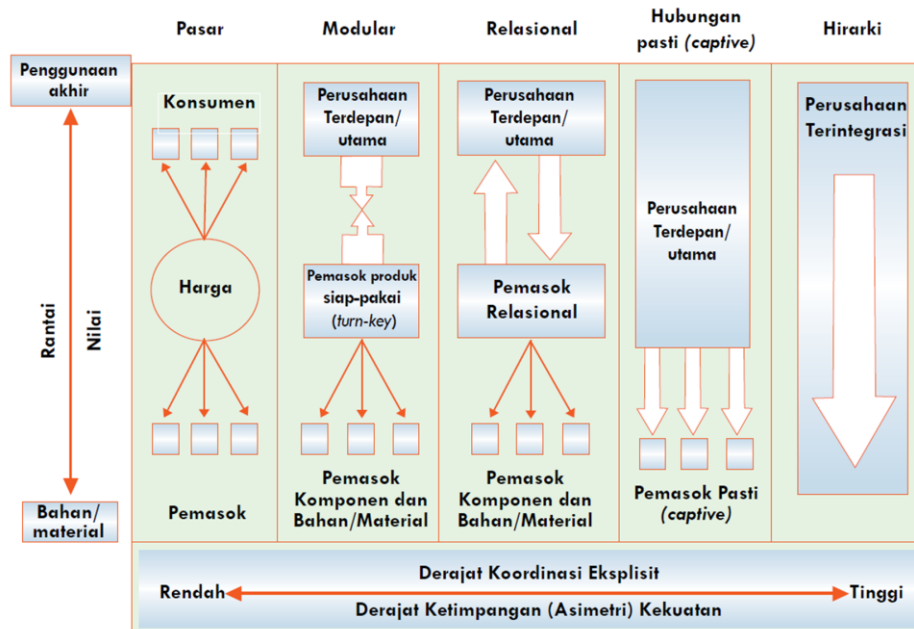 Pasar
Modular
Relasional
Hubungan
pasti (captive)
Hirarki
Penggunaan
akhir
Rantai
Nilai
Bahan/
material
Konsumen
Harga
Pemasok
Perusahaan
Terdepan/
utama
Pemasok produk
siap-pakai
(turn-key)
Pemasok
Komponen dan
Bahan/Material
Perusahaan
Terdepan/
utama
Pemasok
Relasional
Pemasok
Komponen dan
Bahan/Material
Perusahaan
Terdepan/
utama
Pemasok Pasti
(captive)
Perusahaan
Terintegrasi
Derajat Koordinasi Eksplisit
Rendah
Tinggi
Derajat Ketimpangan (Asimetri) Kekuatan